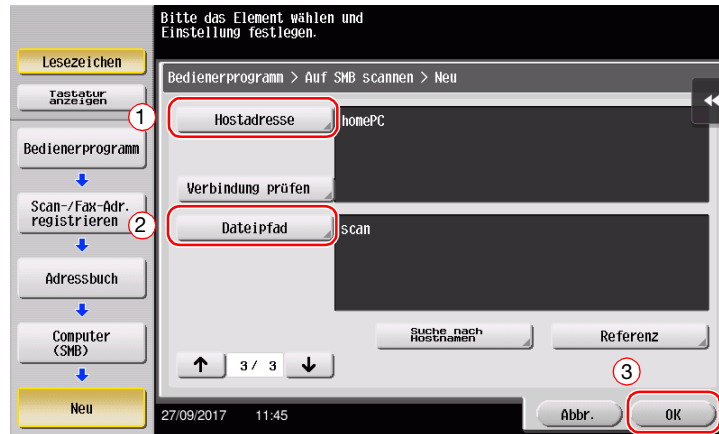 Bitte das Element wählen und
Einstellung festlegen.
Lesezeichen
Tastatur
anzeigen
Bedienerprogramm
Scan-/Fax-Adr.
registrieren
Adressbuch
Computer
(SMB)
Neu
Bedienerprogramm > Auf SMB scannen > Neu
1
Hostadresse
homePC
Verbindung prüfen
2
Dateipfad
scan
Suche nach
Hostnamen
Referenz
↑ 3/ 3 ↓
3
27/09/2017 11:45
Abbr.
OK